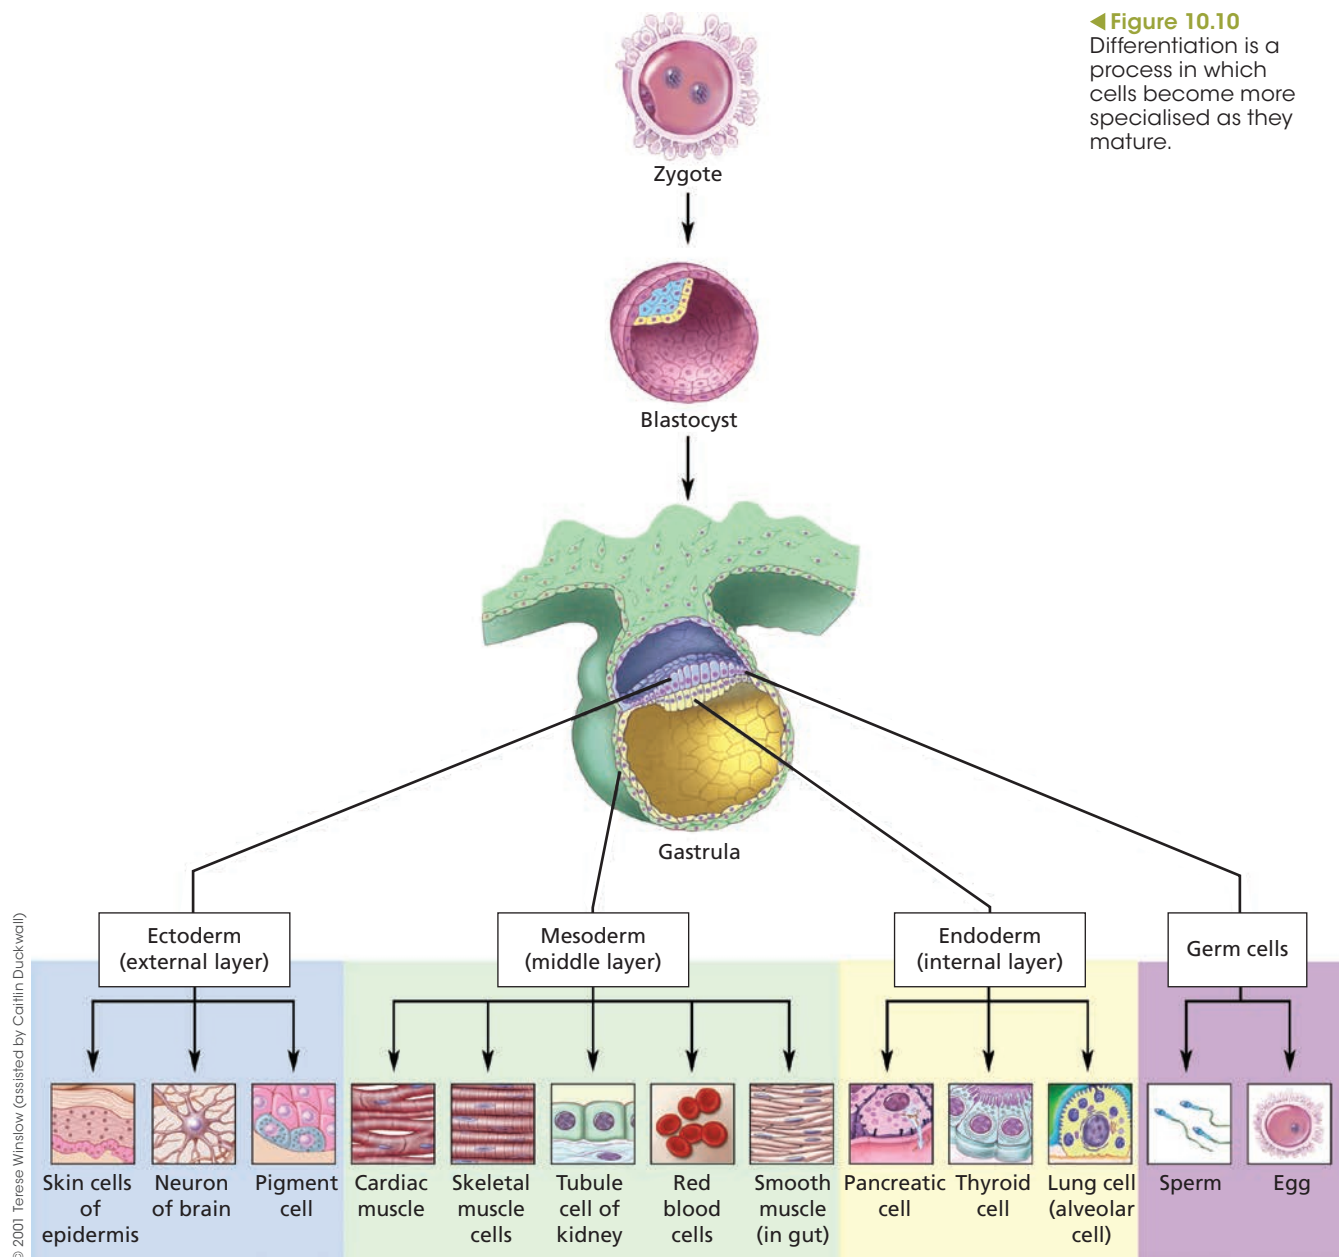 ◀ Figure 10.10
Differentiation is a
process in which
cells become more
specialised as they
mature.
Zygote
Blastocyst
Gastrula
Ectoderm
(external layer)
Mesoderm
(middle layer)
Endoderm
(internal layer)
Germ cells
Skin cells
of
epidermis
Neuron
of brain
Pigment
cell
Cardiac
muscle
Skeletal
muscle
cells
Tubule
cell of
kidney
Red
blood
cells
Smooth
muscle
(in gut)
Pancreatic
cell
Thyroid
cell
Lung cell
(alveolar
cell)
Sperm
Egg
© 2001 Terese Winslow (assisted by Caitlin Duckwall)